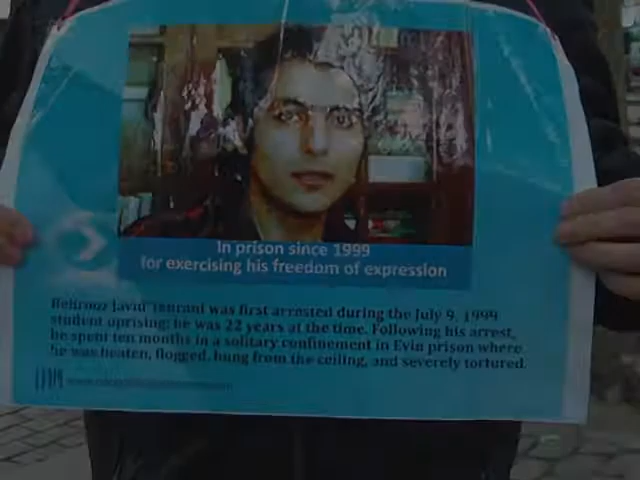 In prison since 1999
for exercising his freedom of expression
Behrooz Javid Tehrani was first arrested during the July 9, 1999
student uprising; he was 22 years at the time. Following his arrest,
he spent ten months in a solitary confinement in Evin prison where
he was beaten, flogged, hung from the ceiling, and severely tortured.